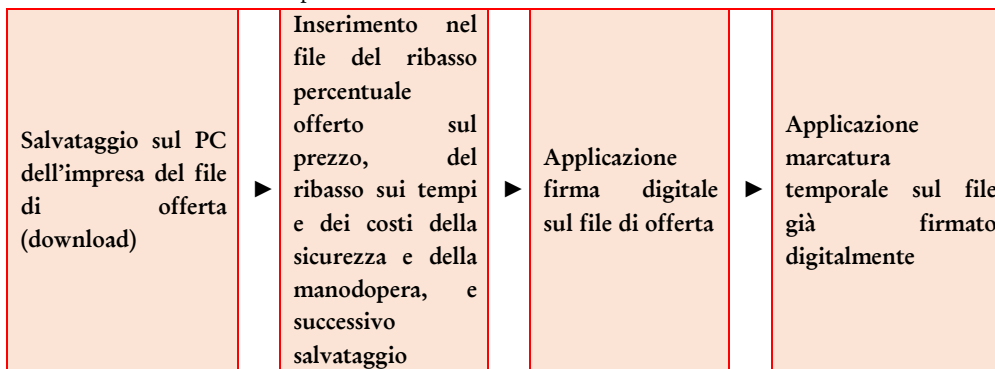 Salvataggio sul PC
dell’impresa del file
di offerta
(download)
►
Inserimento nel
file del ribasso
percentuale
offerto sul
prezzo, del
ribasso sui tempi
e dei costi della
sicurezza e della
manodopera, e
successivo
salvataggio
►
Applicazione
firma digitale
sul file di offerta
►
Applicazione
marcatura
temporale sul file
già firmato
digitalmente